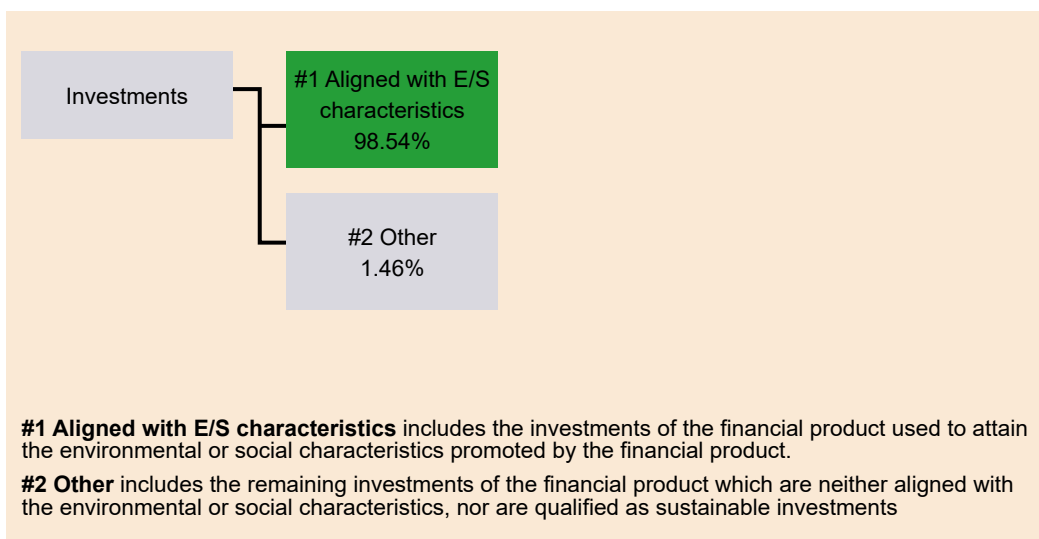 Investments
#1 Aligned with E/S
characteristics
98.54%
#2 Other
1.46%
#1 Aligned with E/S characteristics includes the investments of the financial product used to attain
the environmental or social characteristics promoted by the financial product.
#2 Other includes the remaining investments of the financial product which are neither aligned with
the environmental or social characteristics, nor are qualified as sustainable investments